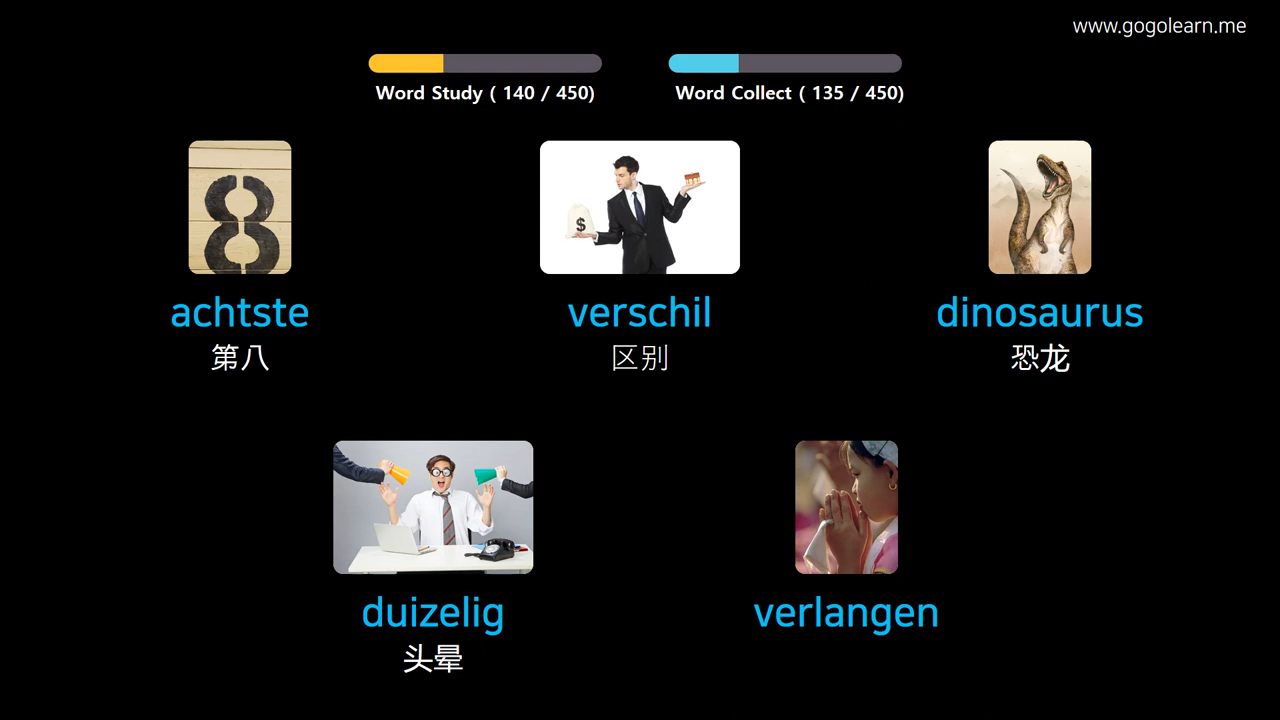 www.gogolearn.me
Word Study ( 140 / 450)
Word Collect ( 135 / 450)
8
$
achtste
verschil
dinosaurus
第八
区别
恐龙
duizelig
verlangen
头晕